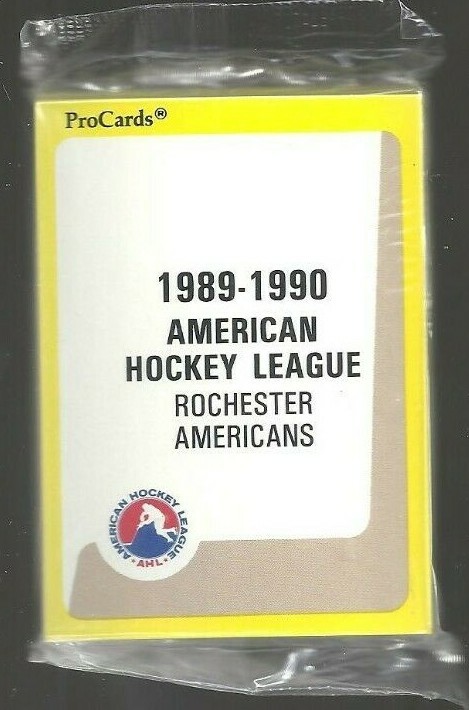 ProCards®
1989-1990
AMERICAN
HOCKEY LEAGUE
ROCHESTER
AMERICANS
AMERICAN HOCKEY LEAGUE
• AHL •